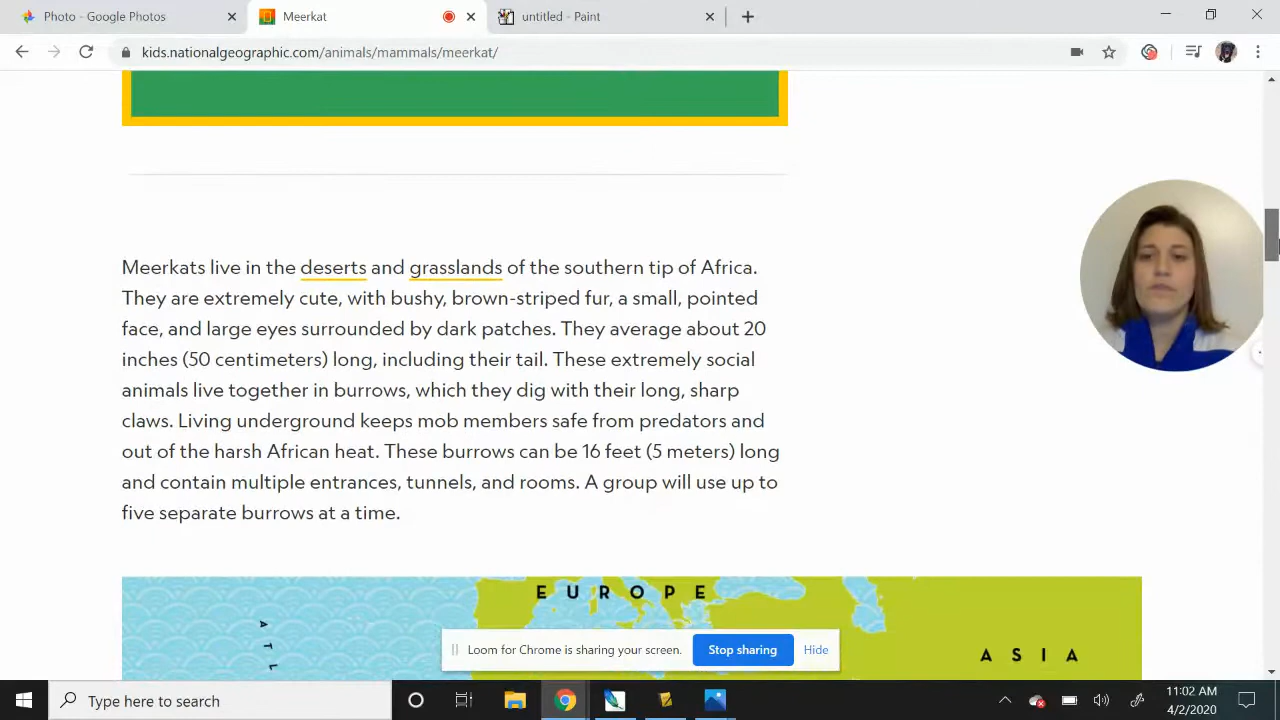 Photo - Google Photos
Meerkat
untitled - Paint
kids.nationalgeographic.com/animals/mammals/meerkat/
Meerkats live in the deserts and grasslands of the southern tip of Africa.
They are extremely cute, with bushy, brown-striped fur, a small, pointed
face, and large eyes surrounded by dark patches. They average about 20
inches (50 centimeters) long, including their tail. These extremely social
animals live together in burrows, which they dig with their long, sharp
claws. Living underground keeps mob members safe from predators and
out of the harsh African heat. These burrows can be 16 feet (5 meters) long
and contain multiple entrances, tunnels, and rooms. A group will use up to
five separate burrows at a time.
EUROPE
ATL
ASIA
Loom for Chrome is sharing your screen.
Stop sharing
Hide
Type here to search
11:02 AM
4/2/2020